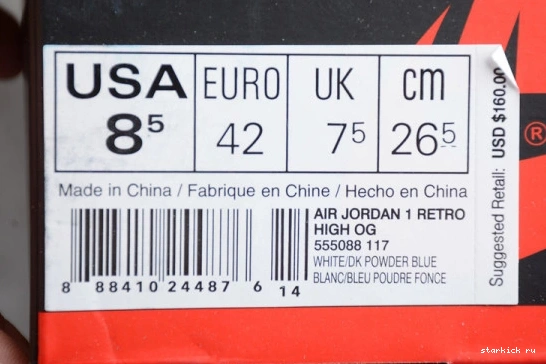 USA EURO UK cm
8⁵ 42 7⁵ 26⁵
Made in China / Fabrique en Chine / Hecho en China
AIR JORDAN 1 RETRO
HIGH OG
555088 117
WHITE/DK POWDER BLUE
BLANC/BLEU POUDRE FONCE
8 88410 24487 6 14
Suggested Retail: USD $160.00
®
starkick ru